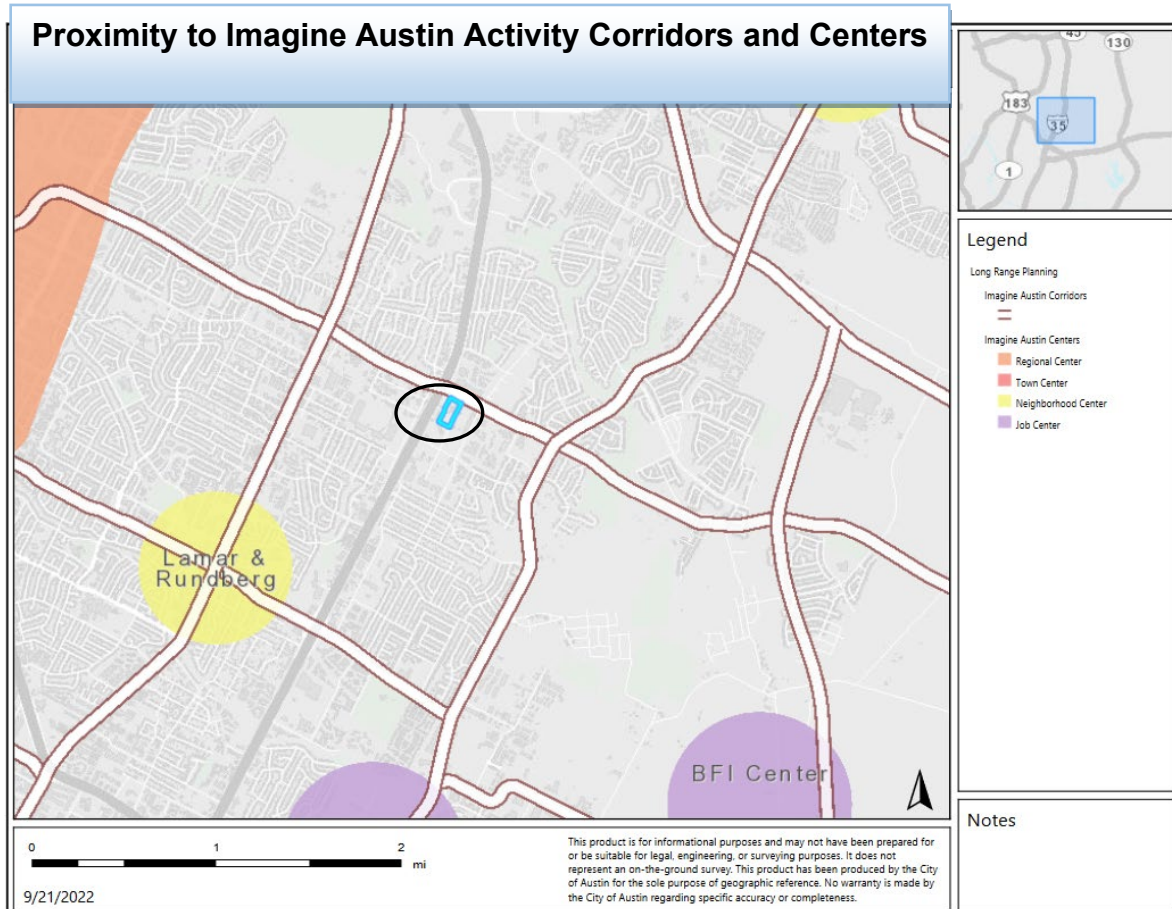 Proximity to Imagine Austin Activity Corridors and Centers
45
130
183
35
1
Legend
Long Range Planning
Imagine Austin Corridors
Imagine Austin Centers
Regional Center
Town Center
Neighborhood Center
Job Center
Lamar &
Rundberg
BFI Center
Notes
0 1 2
mi
9/21/2022
This product is for informational purposes and may not have been prepared for
or be suitable for legal, engineering, or surveying purposes. It does not
represent an on-the-ground survey. This product has been produced by the City
of Austin for the sole purpose of geographic reference. No warranty is made by
the City of Austin regarding specific accuracy or completeness.